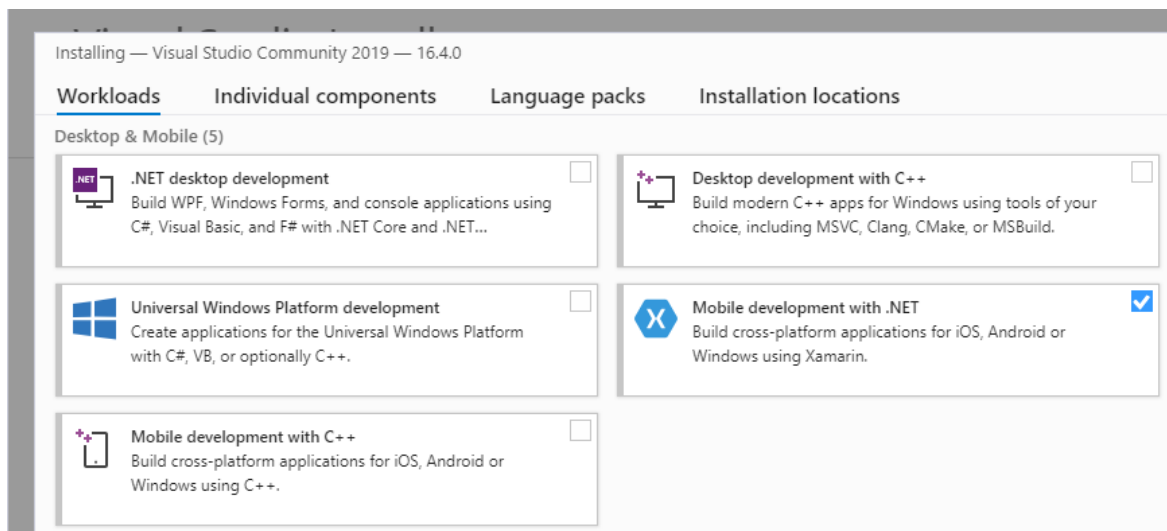 Installing — Visual Studio Community 2019 — 16.4.0
Workloads Individual components Language packs Installation locations
Desktop & Mobile (5)
.NET
.NET desktop development
Build WPF, Windows Forms, and console applications using
C#, Visual Basic, and F# with .NET Core and .NET...
Desktop development with C++
Build modern C++ apps for Windows using tools of your
choice, including MSVC, Clang, CMake, or MSBuild.
Universal Windows Platform development
Create applications for the Universal Windows Platform
with C#, VB, or optionally C++.
Mobile development with .NET
Build cross-platform applications for iOS, Android or
Windows using Xamarin.
Mobile development with C++
Build cross-platform applications for iOS, Android or
Windows using C++.